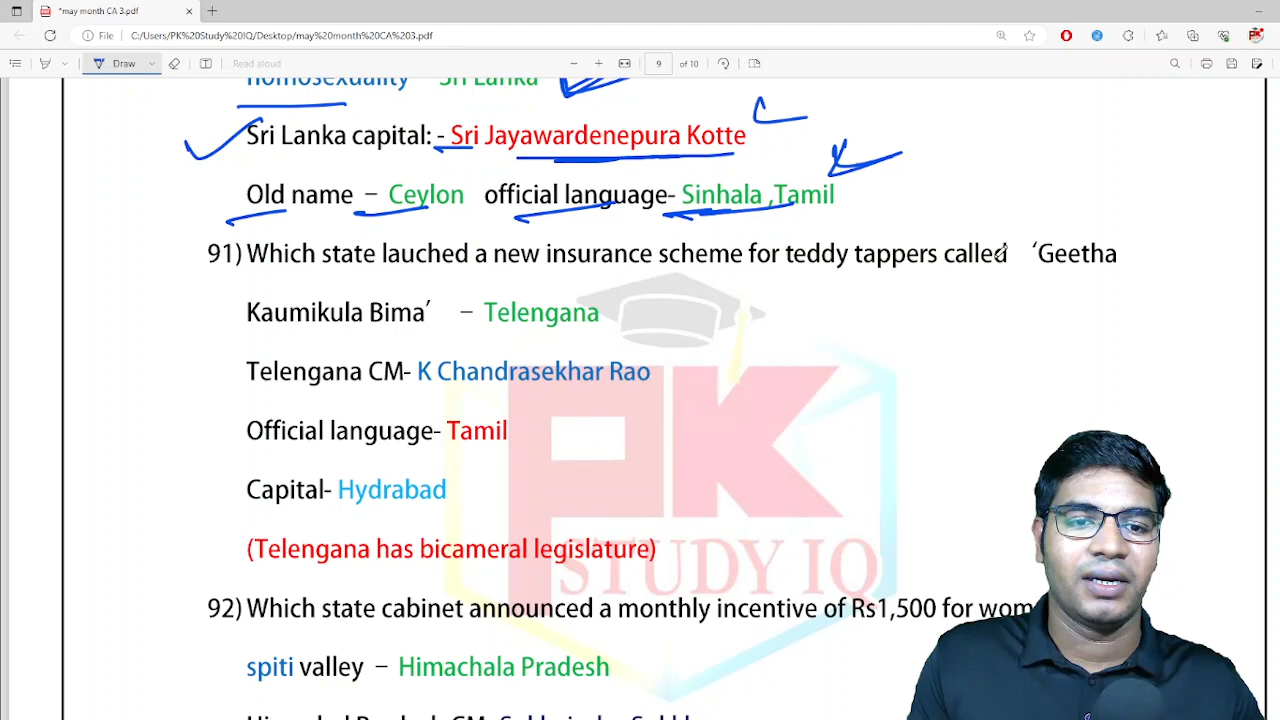 *may month CA 3.pdf
File C:/Users/PK%20Study%20IQ/Desktop/may%20month%20CA%203.pdf
Draw Read aloud 9 of 10
homosexuality Sri Lanka
Sri Lanka capital: - Sri Jayawardenepura Kotte
Old name – Ceylon official language- Sinhala ,Tamil
91) Which state lauched a new insurance scheme for teddy tappers called ‘Geetha
Kaumikula Bima’ – Telengana
Telengana CM- K Chandrasekhar Rao
Official language- Tamil
Capital- Hydrabad
(Telengana has bicameral legislature)
PK
STUDY IQ
92) Which state cabinet announced a monthly incentive of Rs1,500 for wom
spiti valley – Himachala Pradesh